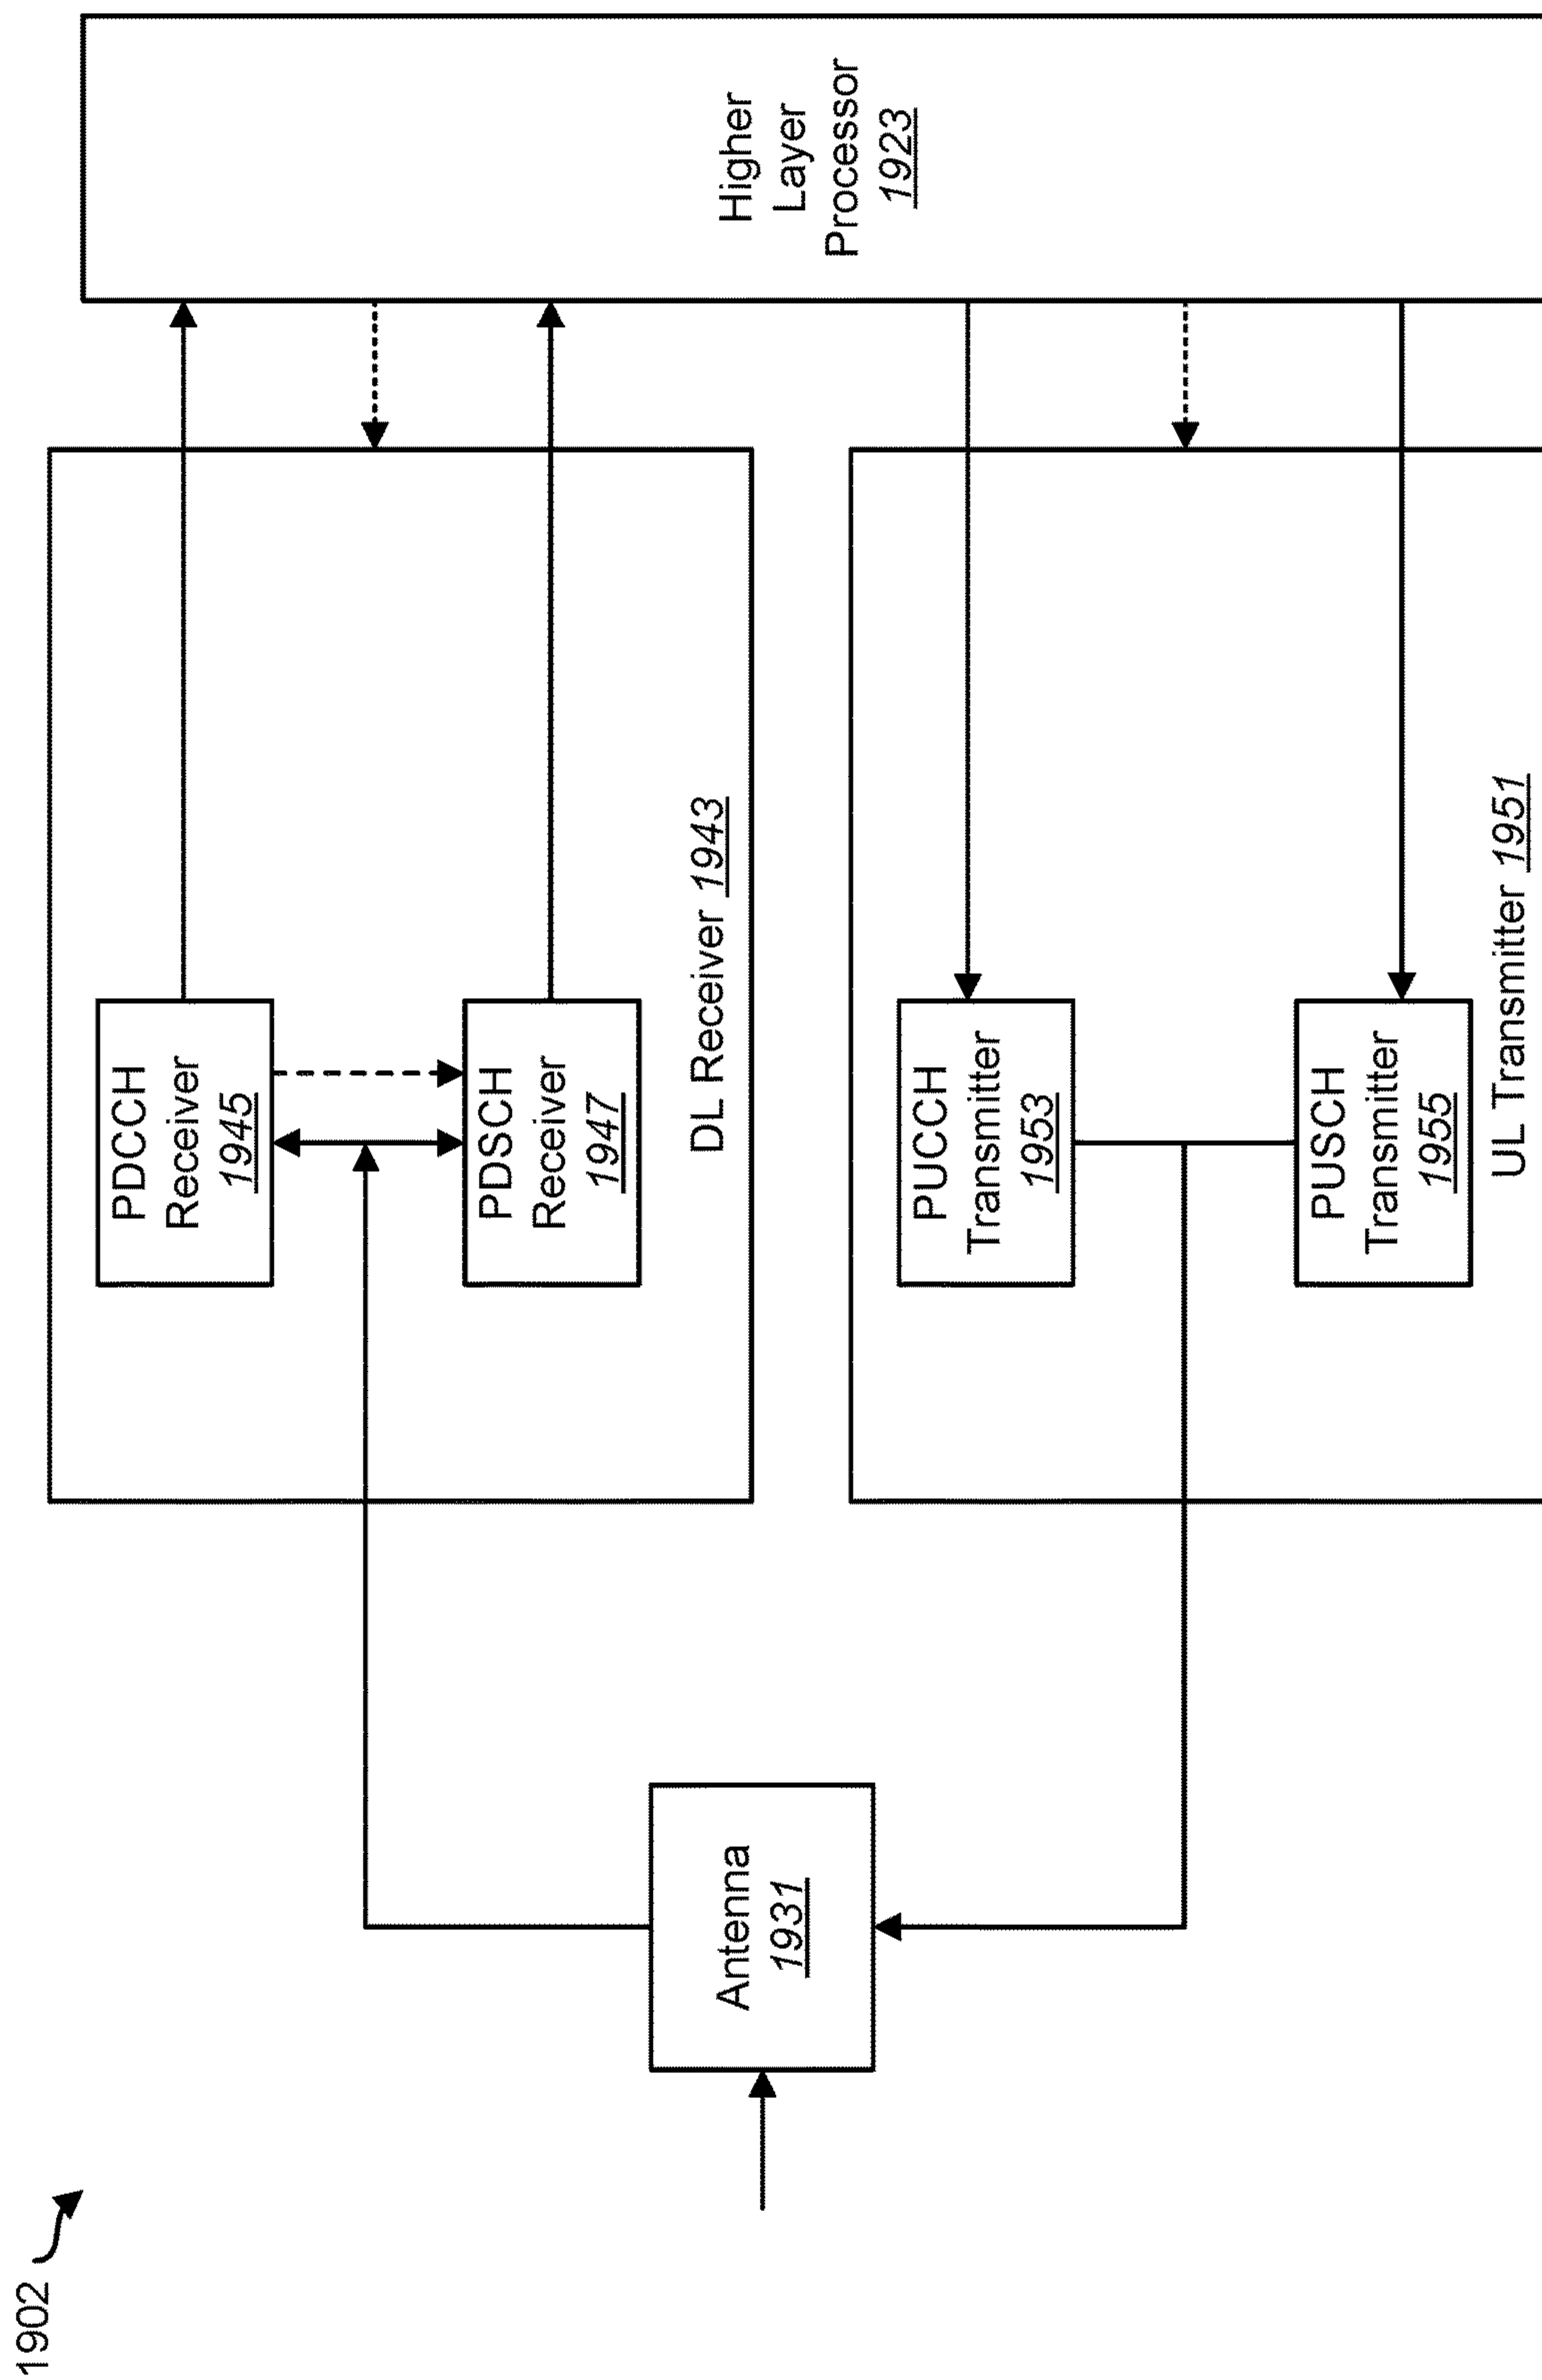 1902
Antenna
1931
PDCCH
Receiver
1945
PDSCH
Receiver
1947
DL Receiver 1943
PUCCH
Transmitter
1953
PUSCH
Transmitter
1955
UL Transmitter 1951
Higher
Layer
Processor
1923